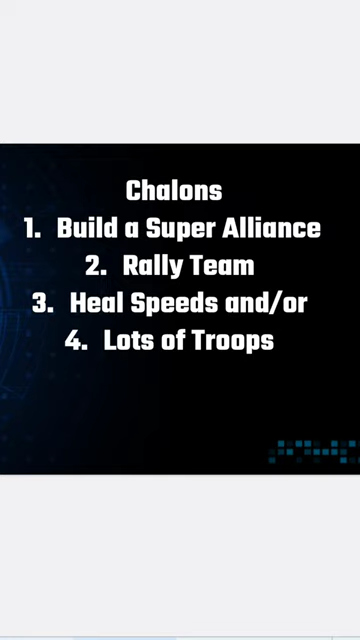 Chalons
1. Build a Super Alliance
2. Rally Team
3. Heal Speeds and/or
4. Lots of Troops